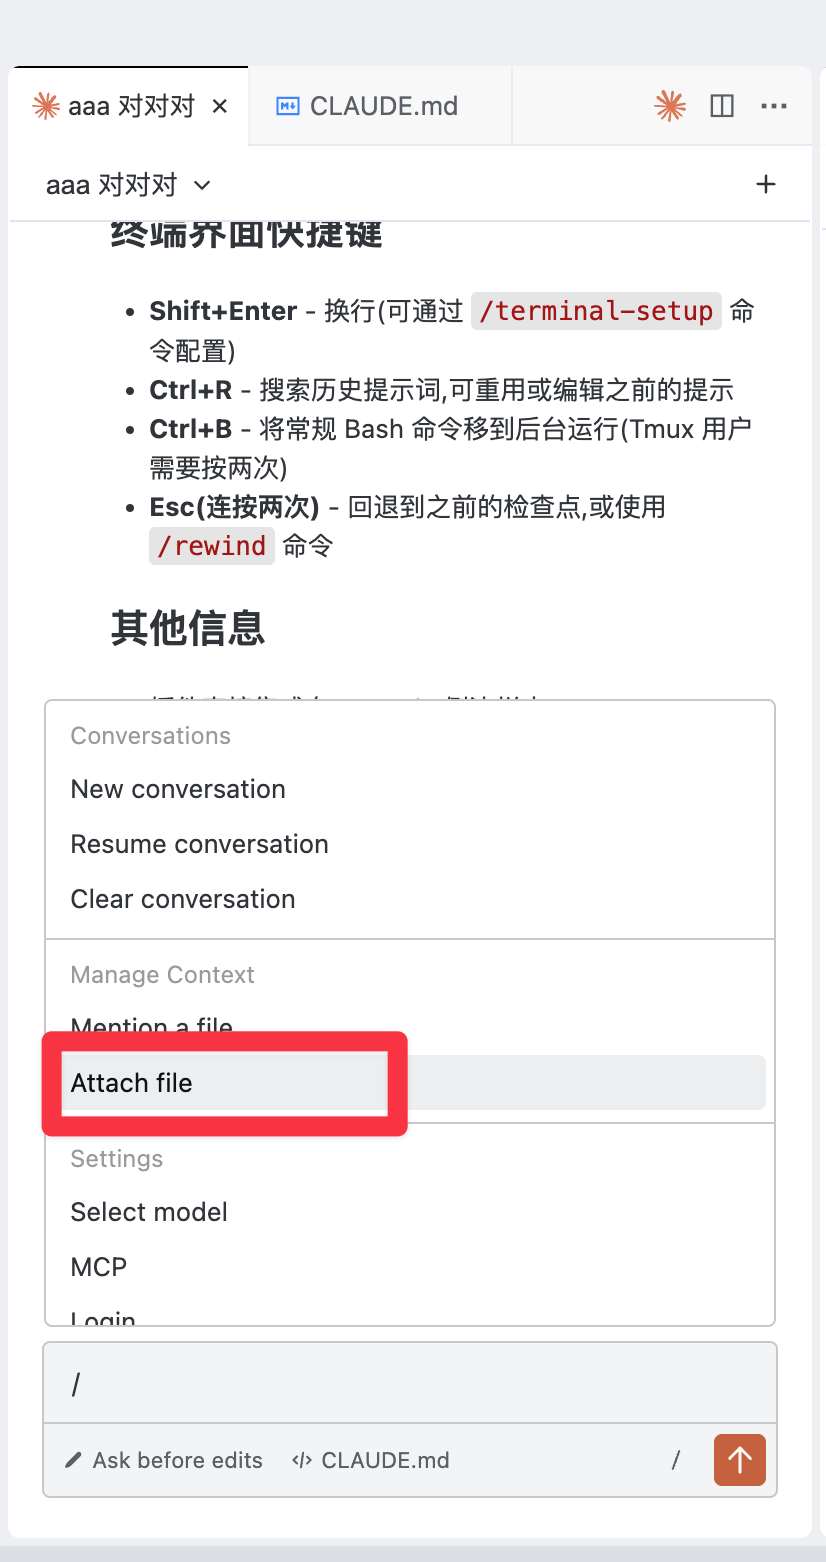 aaa 对对对 ×
CLAUDE.md
aaa 对对对
终端界面快捷键
Shift+Enter - 换行(可通过 /terminal-setup 命
令配置)
Ctrl+R - 搜索历史提示词,可重用或编辑之前的提示
Ctrl+B - 将常规 Bash 命令移到后台运行(Tmux 用户
需要按两次)
Esc(连按两次) - 回退到之前的检查点,或使用
/rewind 命令
其他信息
Conversations
New conversation
Resume conversation
Clear conversation
Manage Context
Mention a file
Attach file
Settings
Select model
MCP
Login
/
Ask before edits
CLAUDE.md
/